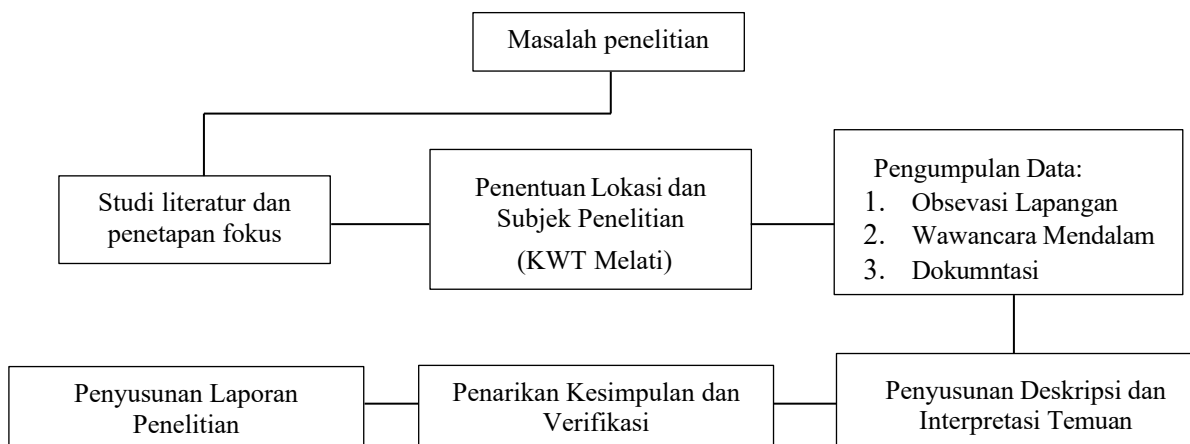 Masalah penelitian
Studi literatur dan
penetapan fokus
Penentuan Lokasi dan
Subjek Penelitian
(KWT Melati)
Pengumpulan Data:
1. Obsevasi Lapangan
2. Wawancara Mendalam
3. Dokumntasi
Penyusunan Deskripsi dan
Interpretasi Temuan
Penarikan Kesimpulan dan
Verifikasi
Penyusunan Laporan
Penelitian